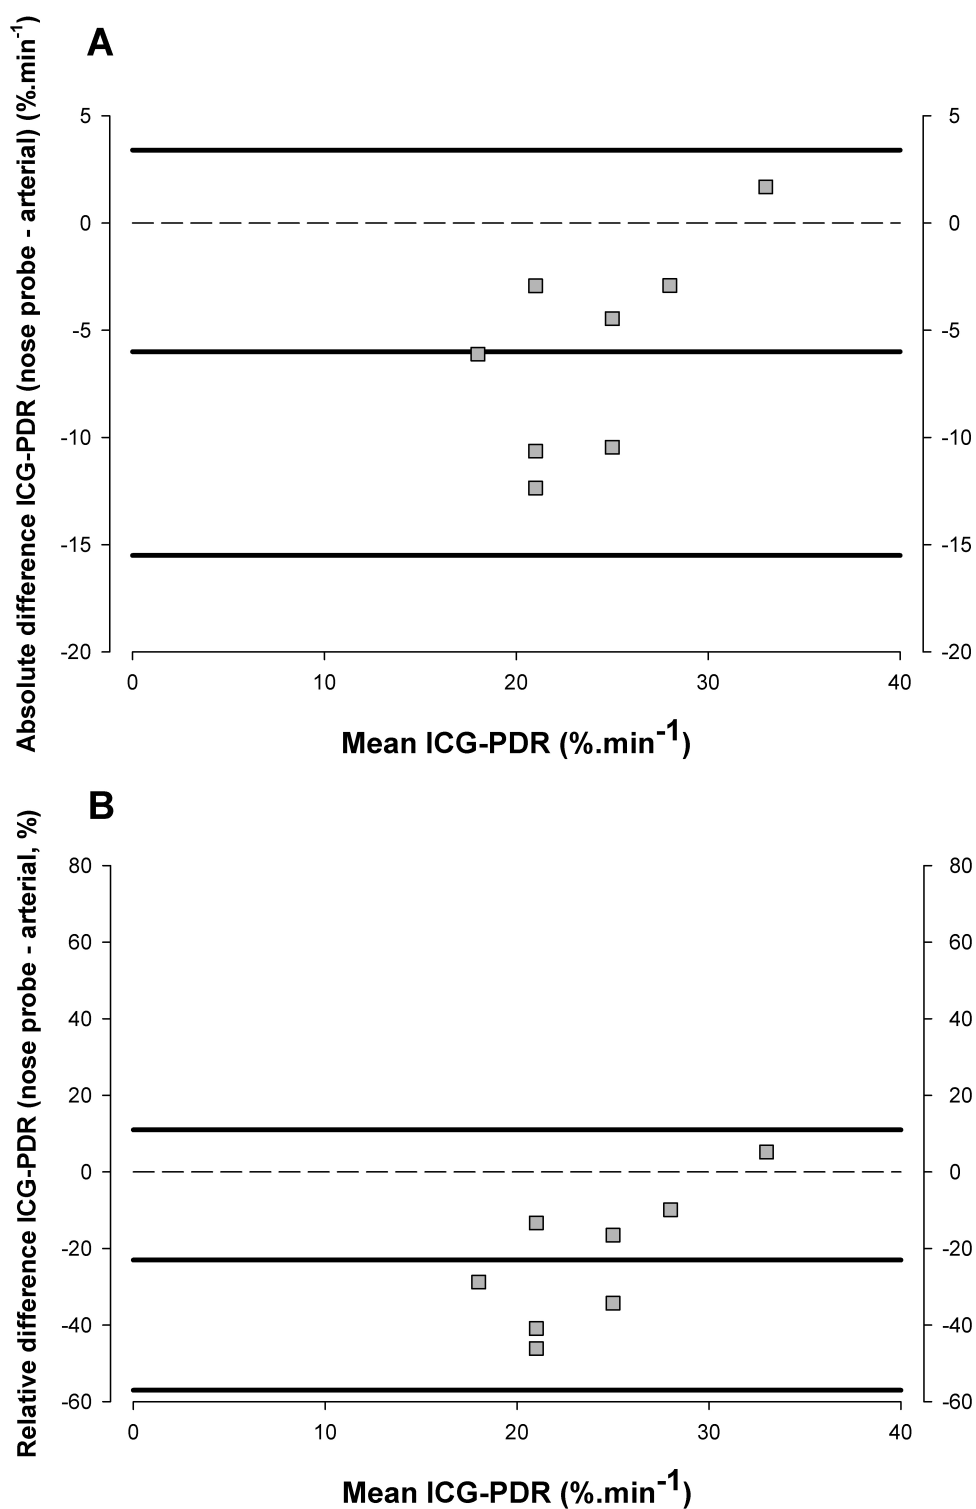 A
Absolute difference ICG-PDR (nose probe - arterial) (%.min-1)
5 5
0 0
-5 -5
-10 -10
-15 -15
-20 -20
0 10 20 30 40
Mean ICG-PDR (%.min-1)
B
Relative difference ICG-PDR (nose probe - arterial, %)
80 80
60 60
40 40
20 20
0 0
-20 -20
-40 -40
-60 -60
0 10 20 30 40
Mean ICG-PDR (%.min-1)